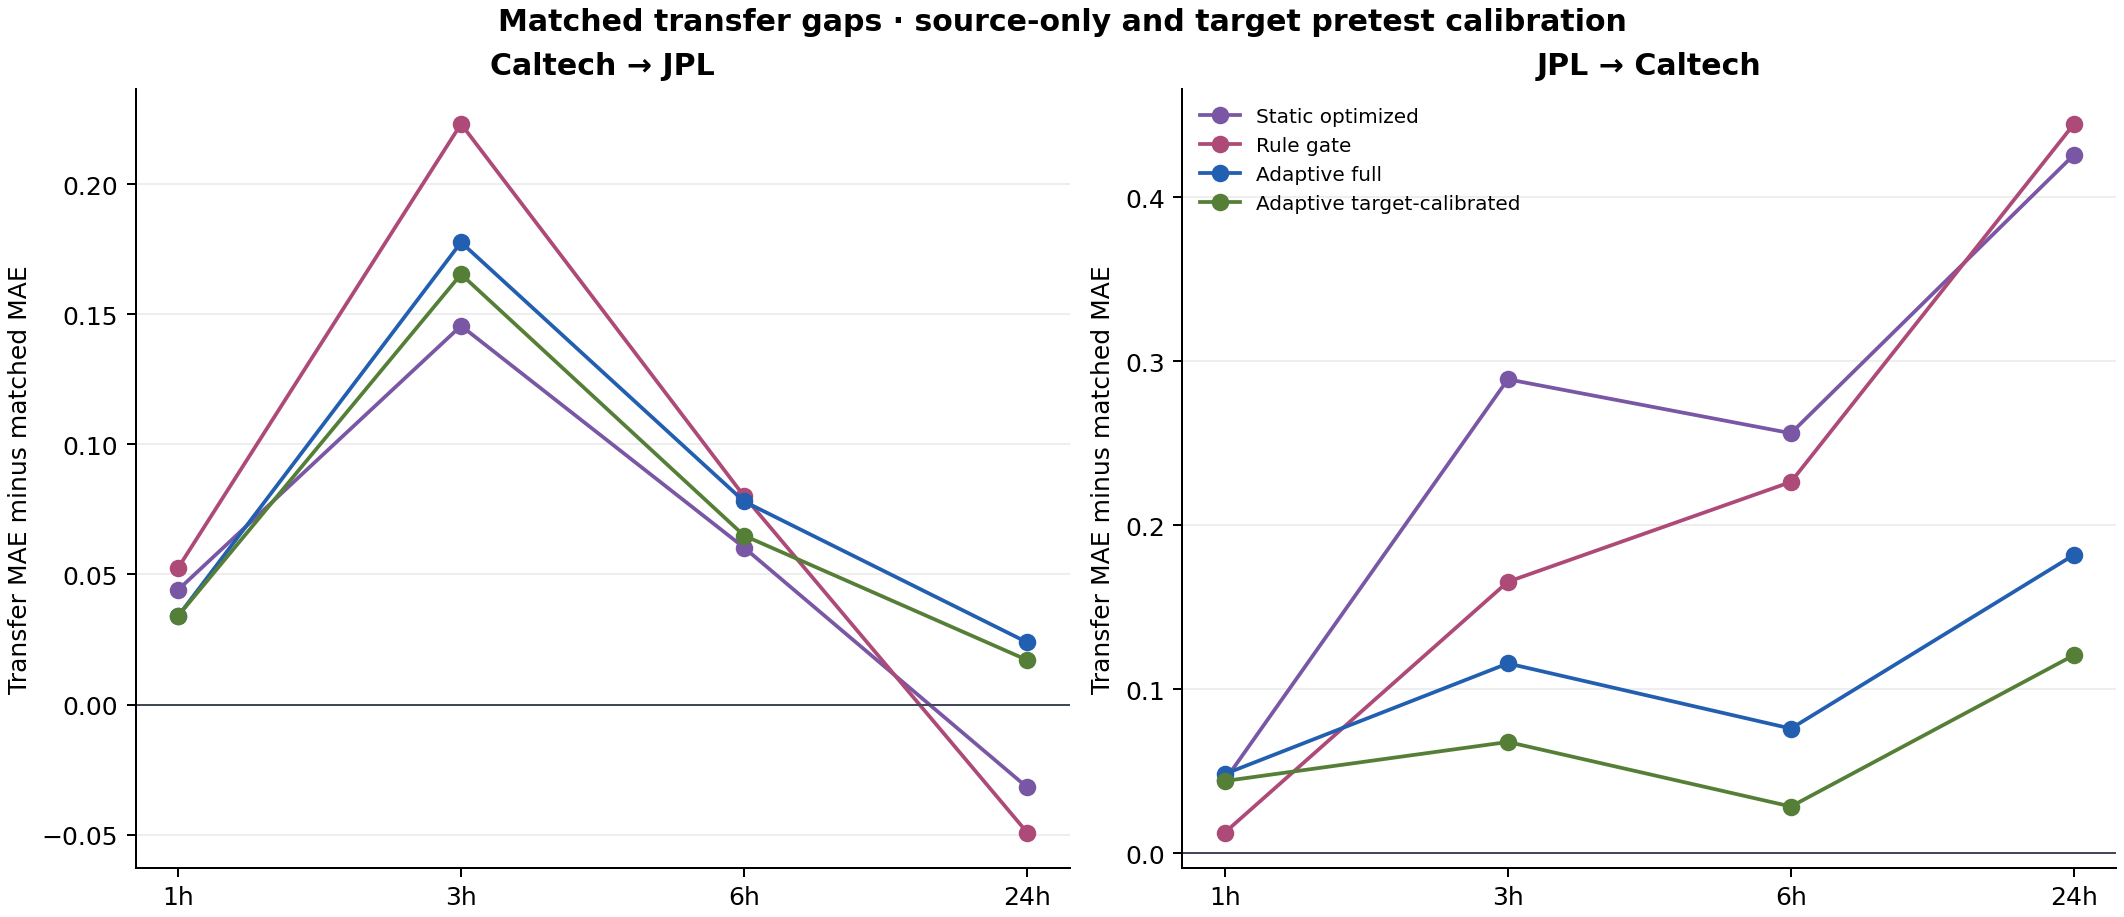 Matched transfer gaps · source-only and target pretest calibration
Caltech → JPL
Transfer MAE minus matched MAE
0.20
0.15
0.10
0.05
0.00
−0.05
1h 3h 6h 24h
JPL → Caltech
Transfer MAE minus matched MAE
Static optimized
Rule gate
Adaptive full
Adaptive target-calibrated
0.4
0.3
0.2
0.1
0.0
1h 3h 6h 24h